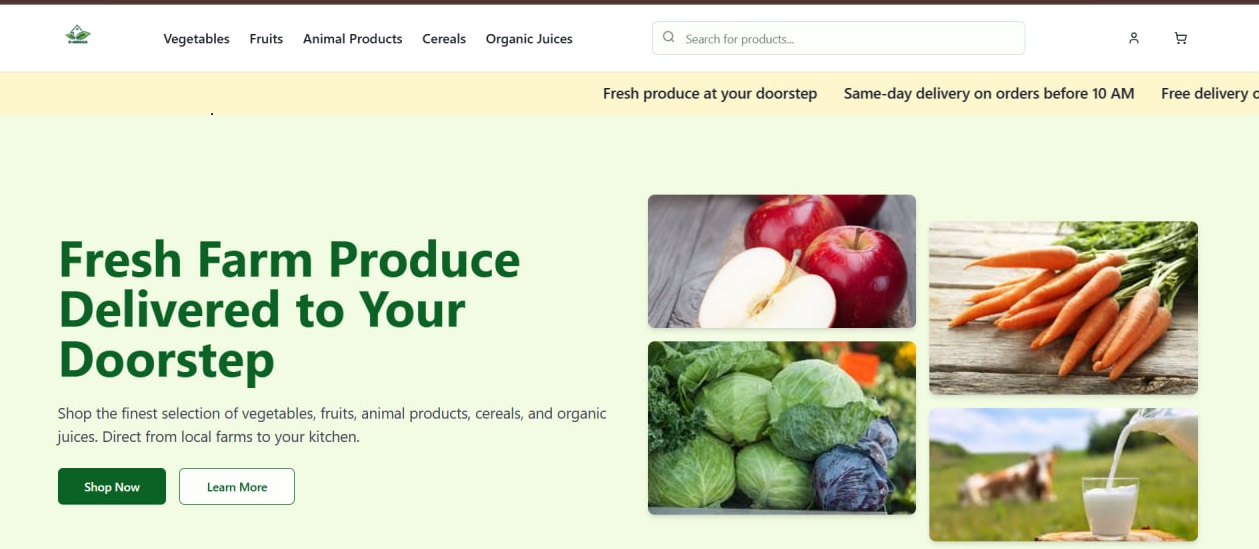 Vegetables Fruits Animal Products Cereals Organic Juices Search for products...
Fresh produce at your doorstep Same-day delivery on orders before 10 AM Free delivery
Fresh Farm Produce
Delivered to Your
Doorstep
Shop the finest selection of vegetables, fruits, animal products, cereals, and organic
juices. Direct from local farms to your kitchen.
Shop Now Learn More